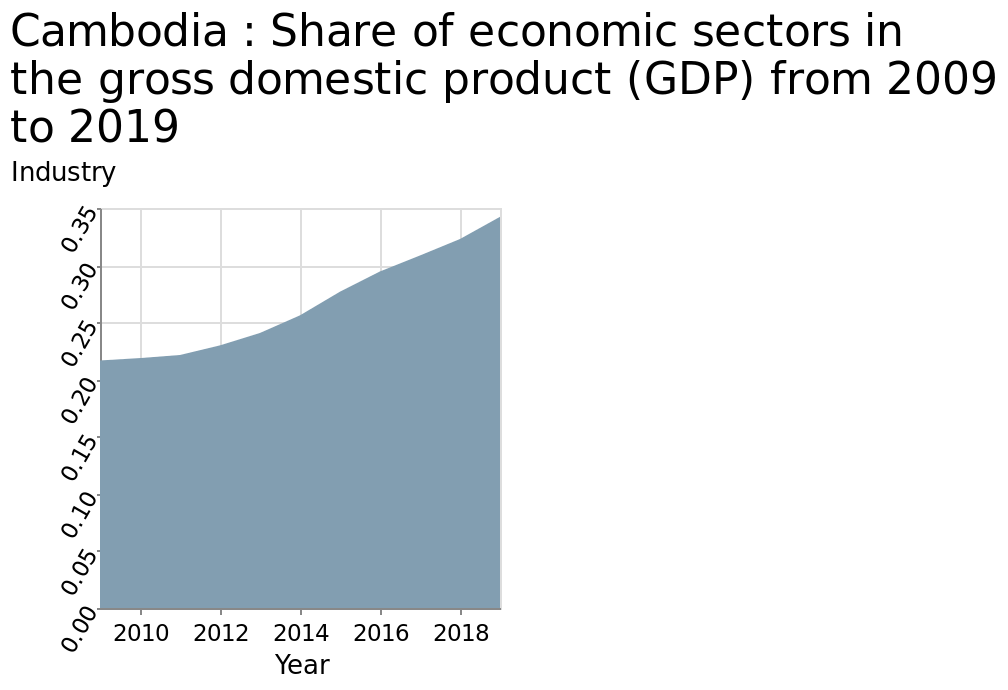 Cambodia : Share of economic sectors in
the gross domestic product (GDP) from 2009
to 2019
Industry
0.35
0.30
0.25
0.20
0.15
0.10
0.05
0.00
2010 2012 2014 2016 2018
Year